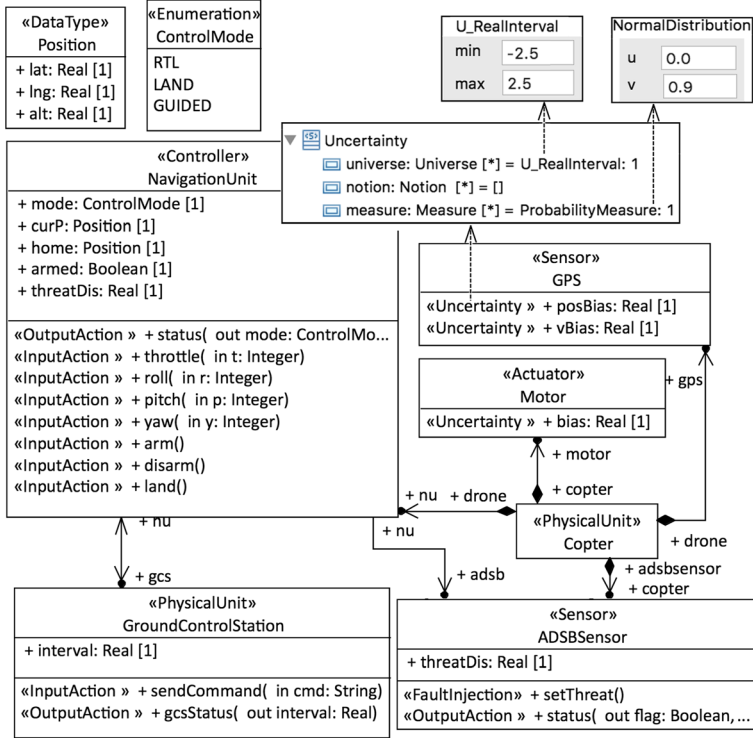 «DataType»
Position
+ lat: Real [1]
+ lng: Real [1]
+ alt: Real [1]
«Enumeration»
ControlMode
RTL
LAND
GUIDED
U_RealInterval
min -2.5
max 2.5
NormalDistribution
u 0.0
v 0.9
«S» Uncertainty
universe: Universe [*] = U_RealInterval: 1
notion: Notion [*] = []
measure: Measure [*] = ProbabilityMeasure: 1
«Controller»
NavigationUnit
+ mode: ControlMode [1]
+ curP: Position [1]
+ home: Position [1]
+ armed: Boolean [1]
+ threatDis: Real [1]
«OutputAction» + status( out mode: ControlMo...
«InputAction» + throttle( in t: Integer)
«InputAction» + roll( in r: Integer)
«InputAction» + pitch( in p: Integer)
«InputAction» + yaw( in y: Integer)
«InputAction» + arm()
«InputAction» + disarm()
«InputAction» + land()
«Sensor»
GPS
«Uncertainty» + posBias: Real [1]
«Uncertainty» + vBias: Real [1]
«Actuator»
Motor
«Uncertainty» + bias: Real [1]
+ gps
+ motor
+ copter
+ nu + drone
«PhysicalUnit»
Copter
+ drone
+ nu
+ nu
+ gcs
+ adsb
+ adsbsensor
+ copter
«PhysicalUnit»
GroundControlStation
+ interval: Real [1]
«InputAction» + sendCommand( in cmd: String)
«OutputAction» + gcsStatus( out interval: Real)
«Sensor»
ADSBSensor
+ threatDis: Real [1]
«FaultInjection» + setThreat()
«OutputAction» + status( out flag: Boolean, ...